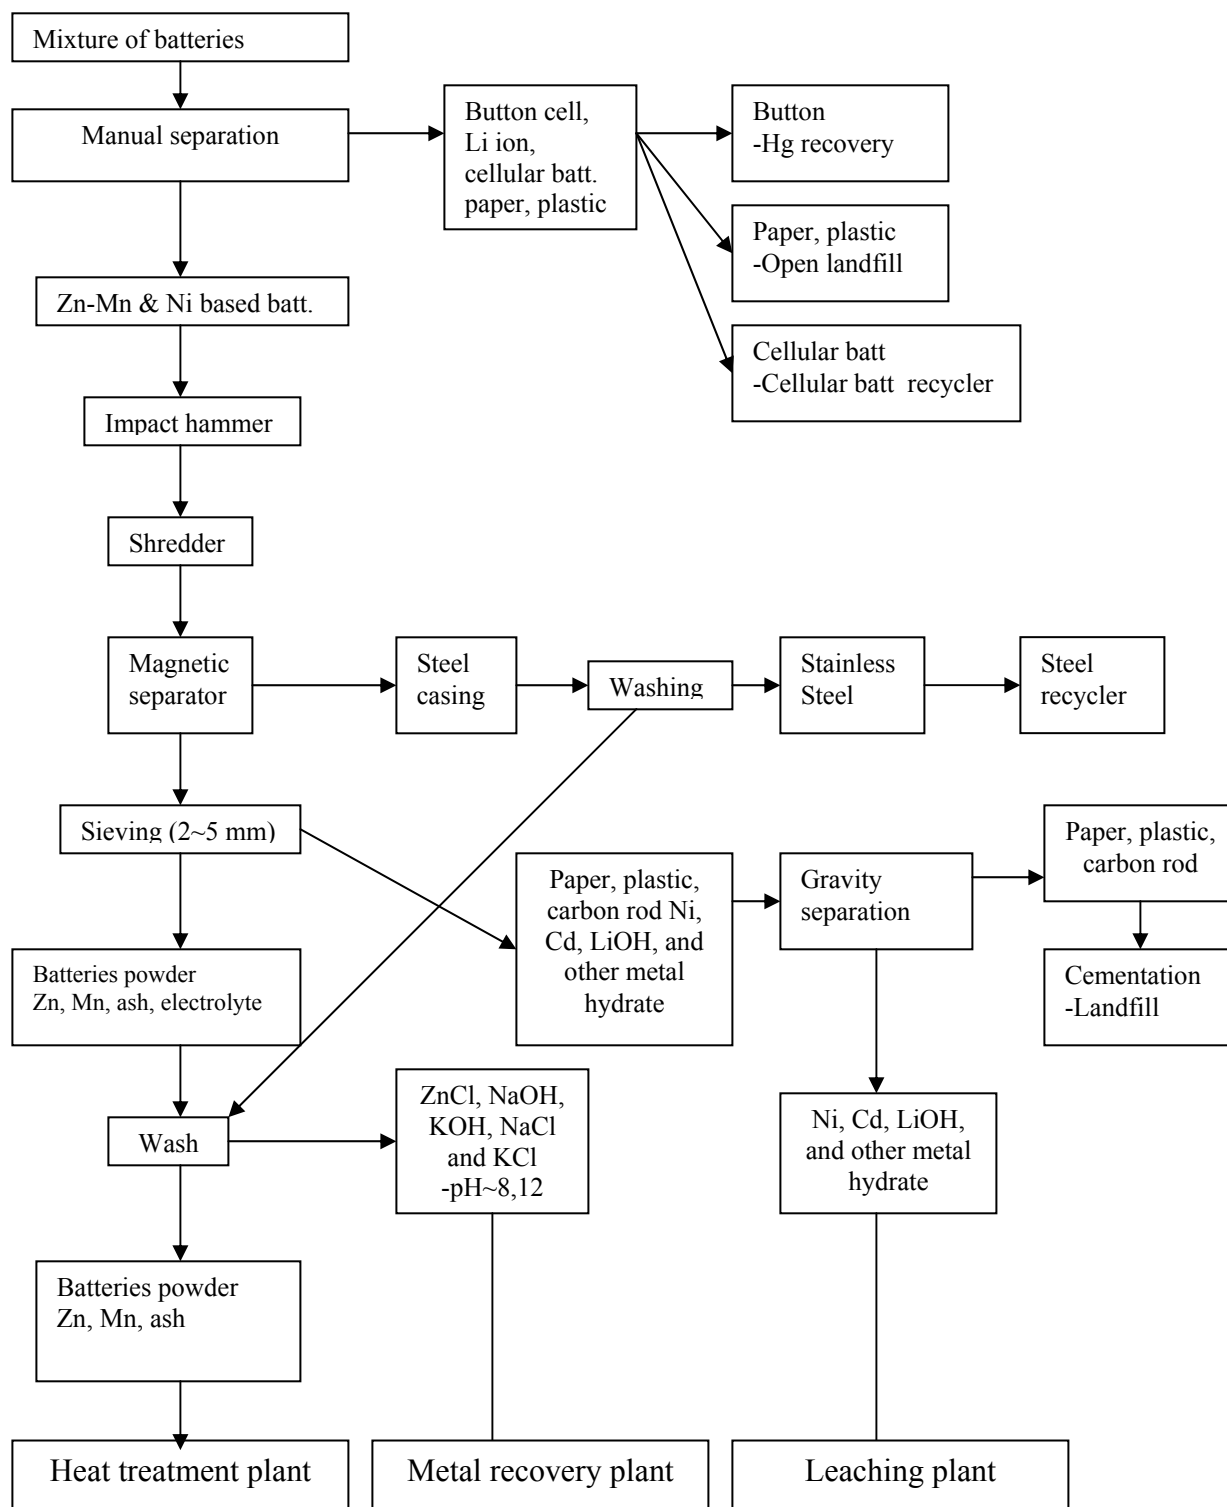 Mixture of batteries
Manual separation
Button cell,
Li ion,
cellular batt.
paper, plastic
Button
-Hg recovery
Paper, plastic
-Open landfill
Cellular batt
-Cellular batt recycler
Zn-Mn & Ni based batt.
Impact hammer
Shredder
Magnetic
separator
Steel
casing
Washing
Stainless
Steel
Steel
recycler
Sieving (2~5 mm)
Paper, plastic,
carbon rod Ni,
Cd, LiOH, and
other metal
hydrate
Gravity
separation
Paper, plastic,
carbon rod
Cementation
-Landfill
Batteries powder
Zn, Mn, ash, electrolyte
Wash
ZnCl, NaOH,
KOH, NaCl
and KCl
-pH~8,12
Ni, Cd, LiOH,
and other metal
hydrate
Batteries powder
Zn, Mn, ash
Heat treatment plant
Metal recovery plant
Leaching plant